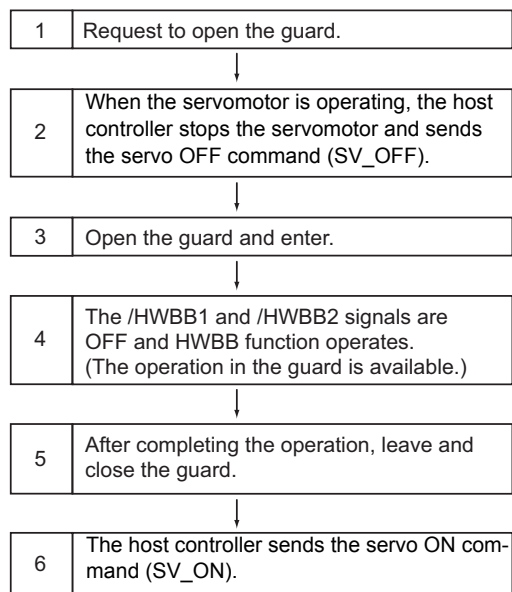 1 Request to open the guard.
2
When the servomotor is operating, the host
controller stops the servomotor and sends
the servo OFF command (SV_OFF).
3 Open the guard and enter.
4
The /HWBB1 and /HWBB2 signals are
OFF and HWBB function operates.
(The operation in the guard is available.)
5
After completing the operation, leave and
close the guard.
6
The host controller sends the servo ON com-
mand (SV_ON).